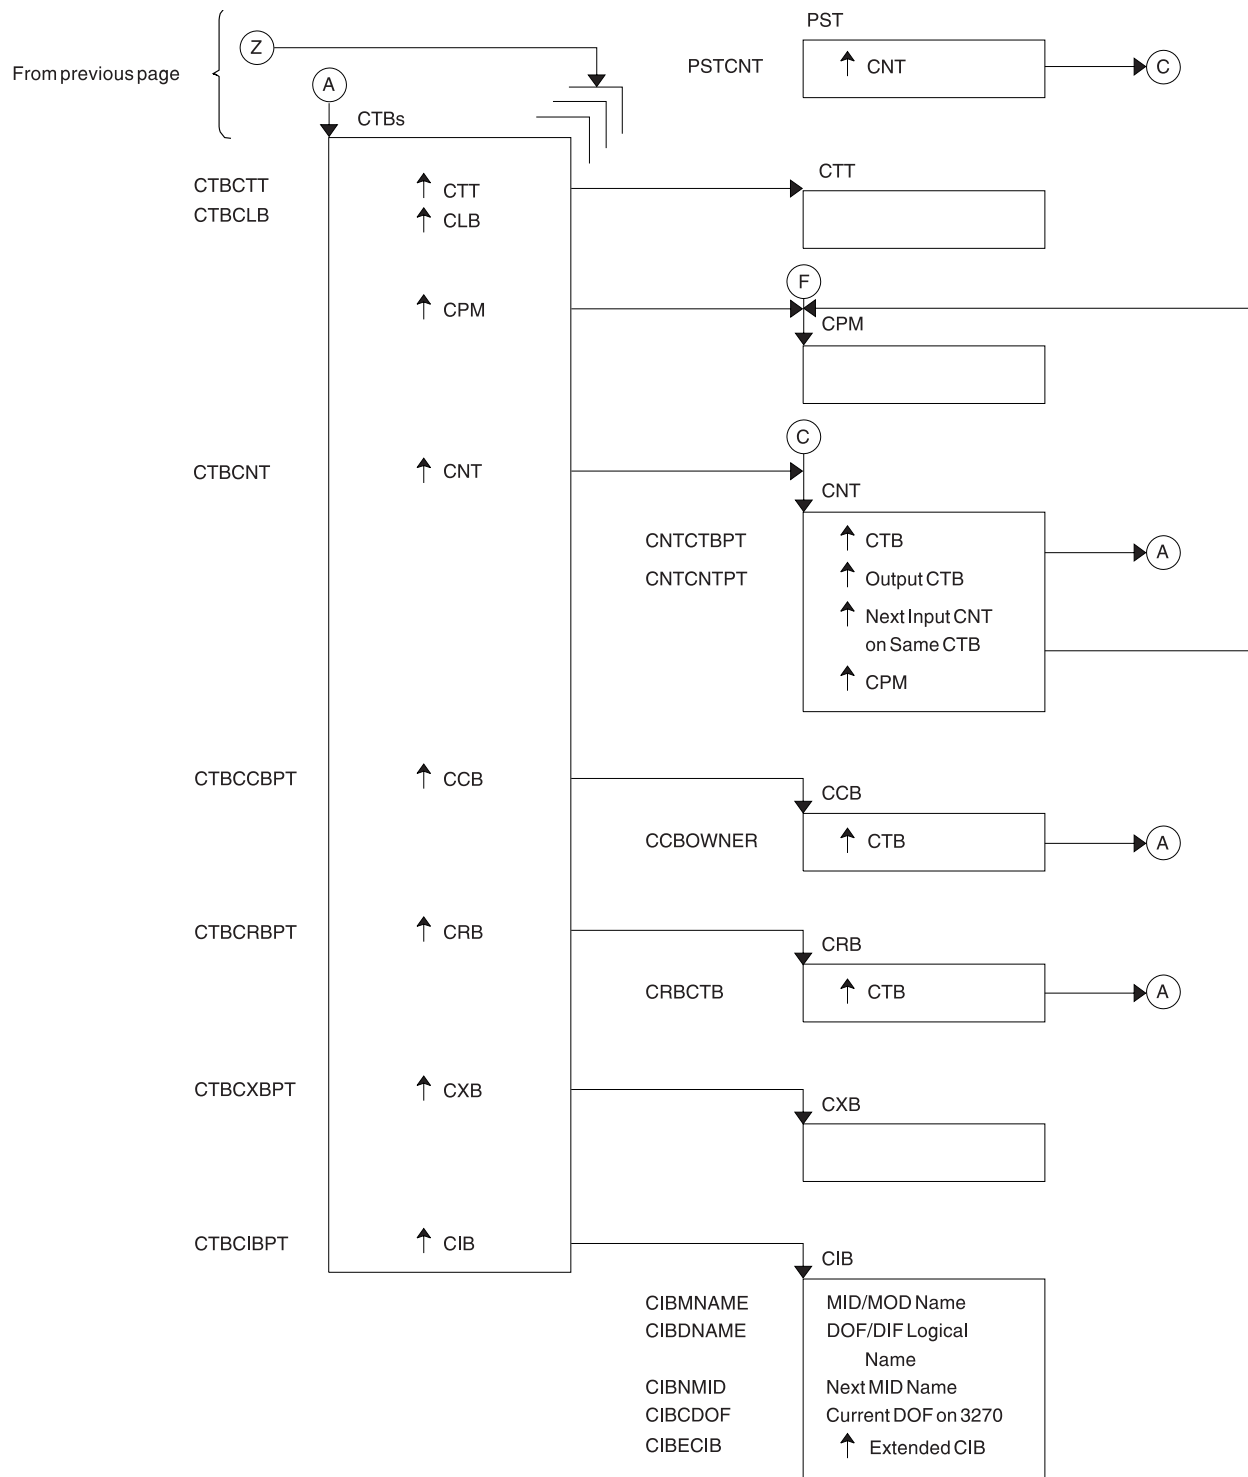 PST
Z
From previous page
PSTCNT
CNT
C
A
CTBs
CTBCTT
CTT
CTT
CTBCLB
CLB
F
CPM
CPM
C
CTBCNT
CNT
CNT
CNTCTBPT
CTB
A
CNTCNTPT
Output CTB
Next Input CNT
on Same CTB
CPM
CTBCCBPT
CCB
CCB
CCBOWNER
CTB
A
CTBCRBPT
CRB
CRB
CRBCTB
CTB
A
CTBCXBPT
CXB
CXB
CTBCIBPT
CIB
CIB
CIBMNAME
MID/MOD Name
CIBDNAME
DOF/DIF Logical
Name
CIBNMID
Next MID Name
CIBCDOF
Current DOF on 3270
CIBECIB
Extended CIB